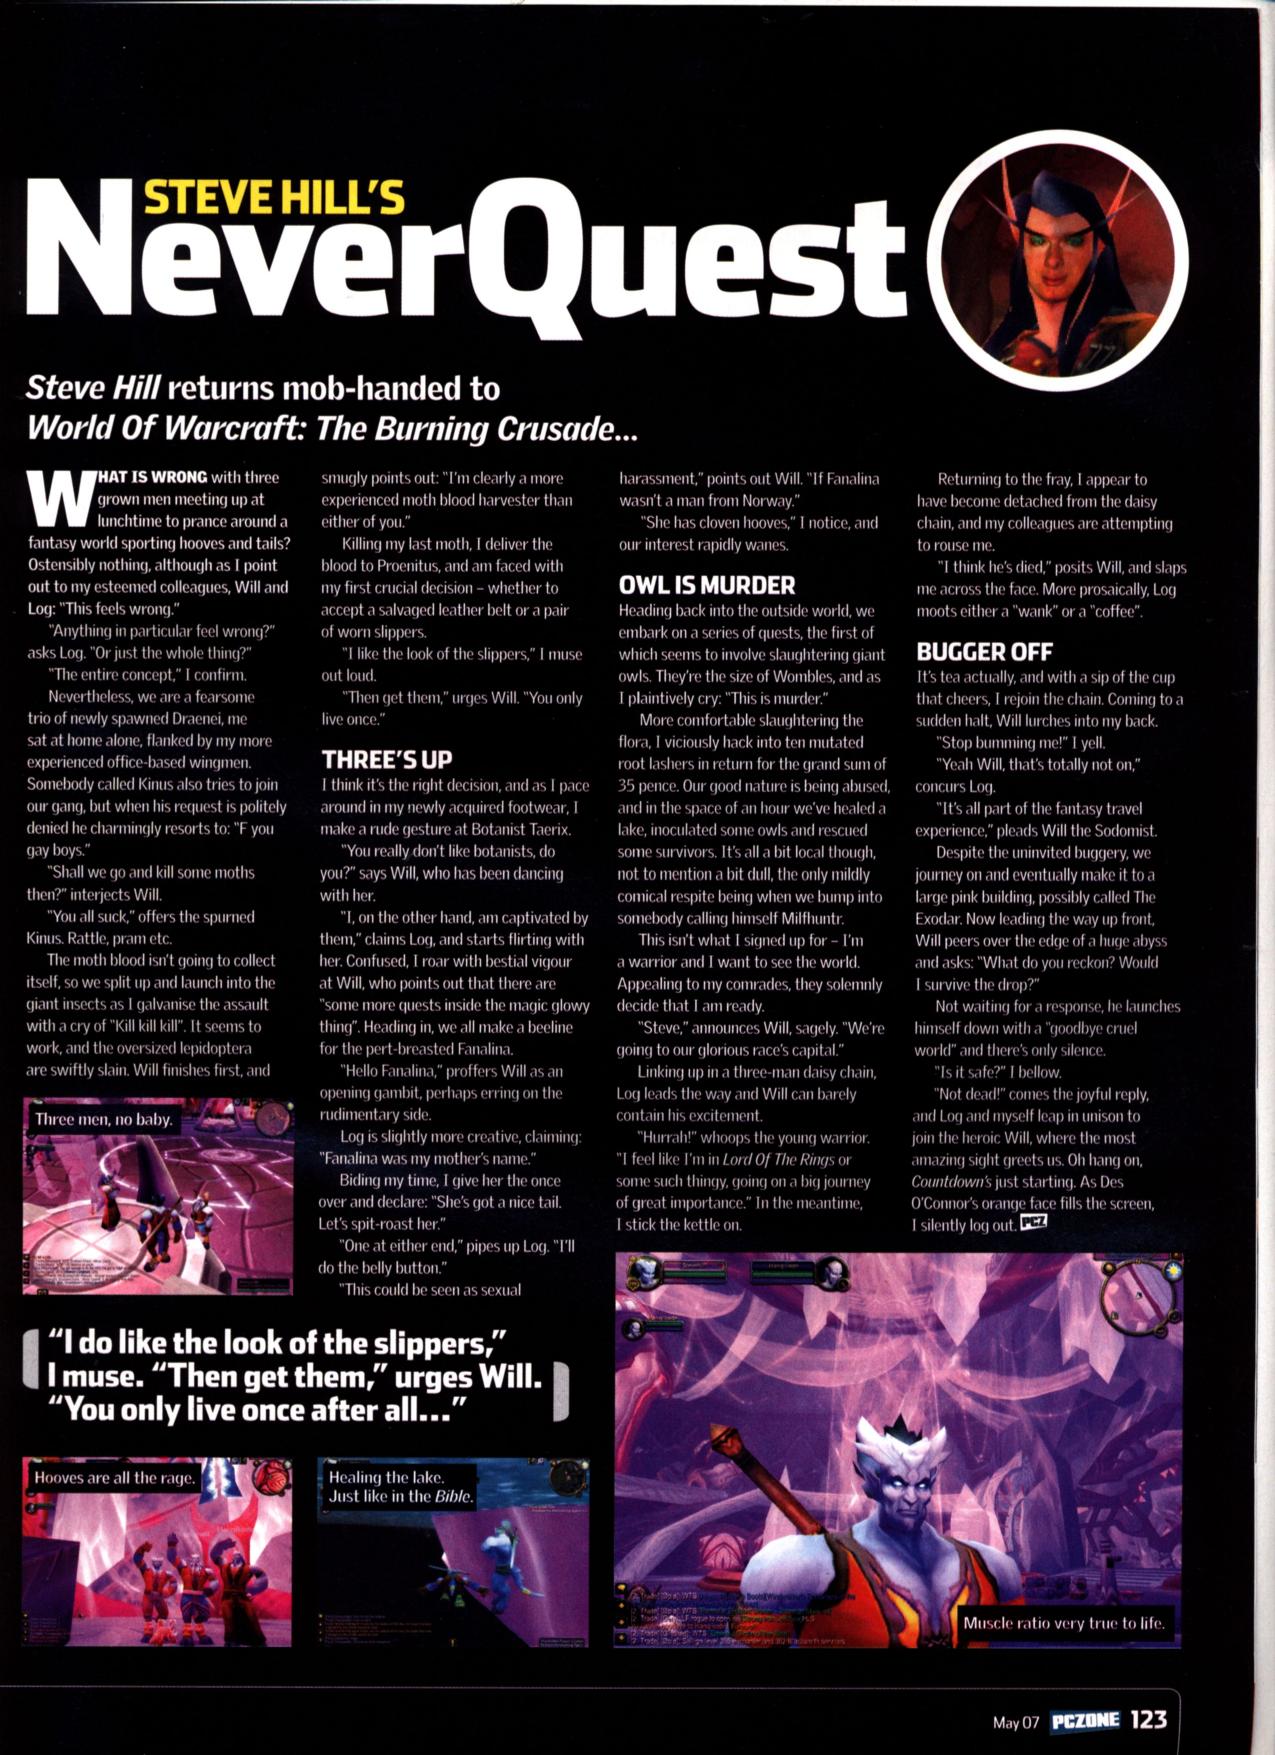 STEVE HILL'S
NeverQuest
Steve Hill returns mob-handed to
World Of Warcraft: The Burning Crusade...
WHAT IS WRONG with three
grown men meeting up at
lunchtime to prance around a
fantasy world sporting hooves and tails?
Ostensibly nothing, although as I point
out to my esteemed colleagues, Will and
Log: “This feels wrong.”
“Anything in particular feel wrong?”
asks Log. “Or just the whole thing?”
“The entire concept,” I confirm.
Nevertheless, we are a fearsome
trio of newly spawned Draenei, me
sat at home alone, flanked by my more
experienced office-based wingmen.
Somebody called Kinus also tries to join
our gang, but when his request is politely
denied he charmingly resorts to: “F you
gay boys.”
“Shall we go and kill some moths
then?” interjects Will.
“You all suck,” offers the spurned
Kinus. Rattle, pram etc.
The moth blood isn't going to collect
itself, so we split up and launch into the
giant insects as I galvanise the assault
with a cry of “Kill kill kill”. It seems to
work, and the oversized lepidoptera
are swiftly slain. Will finishes first, and
smugly points out: “I'm clearly a more
experienced moth blood harvester than
either of you.”
Killing my last moth, I deliver the
blood to Proenitus, and am faced with
my first crucial decision – whether to
accept a salvaged leather belt or a pair
of worn slippers.
“I like the look of the slippers,” I muse
out loud.
“Then get them,” urges Will. “You only
live once.”
THREE'S UP
I think it's the right decision, and as I pace
around in my newly acquired footwear, I
make a rude gesture at Botanist Taerix.
“You really don't like botanists, do
you?” says Will, who has been dancing
with her.
“I, on the other hand, am captivated by
them,” claims Log, and starts flirting with
her. Confused, I roar with bestial vigour
at Will, who points out that there are
“some more quests inside the magic glowy
thing”. Heading in, we all make a beeline
for the pert-breasted Fanalina.
“Hello Fanalina,” proffers Will as an
opening gambit, perhaps erring on the
rudimentary side.
Log is slightly more creative, claiming:
“Fanalina was my mother's name.”
Biding my time, I give her the once
over and declare: “She's got a nice tail.
Let's spit-roast her.”
“One at either end,” pipes up Log. “I'll
do the belly button.”
“This could be seen as sexual
harassment,” points out Will. “If Fanalina
wasn't a man from Norway.”
“She has cloven hooves,” I notice, and
our interest rapidly wanes.
OWL IS MURDER
Heading back into the outside world, we
embark on a series of quests, the first of
which seems to involve slaughtering giant
owls. They're the size of Wombles, and as
I plaintively cry: “This is murder.”
More comfortable slaughtering the
flora, I viciously hack into ten mutated
root lashers in return for the grand sum of
35 pence. Our good nature is being abused,
and in the space of an hour we've healed a
lake, inoculated some owls and rescued
some survivors. It's all a bit local though,
not to mention a bit dull, the only mildly
comical respite being when we bump into
somebody calling himself Milfhuntr.
This isn't what I signed up for – I'm
a warrior and I want to see the world.
Appealing to my comrades, they solemnly
decide that I am ready.
“Steve,” announces Will, sagely. “We're
going to our glorious race's capital.”
Linking up in a three-man daisy chain,
Log leads the way and Will can barely
contain his excitement.
“Hurrah!” whoops the young warrior.
“I feel like I'm in Lord Of The Rings or
some such thingy, going on a big journey
of great importance.” In the meantime,
I stick the kettle on.
Returning to the fray, I appear to
have become detached from the daisy
chain, and my colleagues are attempting
to rouse me.
“I think he's died,” posits Will, and slaps
me across the face. More prosaically, Log
moots either a “wank” or a “coffee”.
BUGGER OFF
It's tea actually, and with a sip of the cup
that cheers, I rejoin the chain. Coming to a
sudden halt, Will lurches into my back.
“Stop bumming me!” I yell.
“Yeah Will, that's totally not on,”
concurs Log.
“It's all part of the fantasy travel
experience,” pleads Will the Sodomist.
Despite the uninvited buggery, we
journey on and eventually make it to a
large pink building, possibly called The
Exodar. Now leading the way up front,
Will peers over the edge of a huge abyss
and asks: “What do you reckon? Would
I survive the drop?”
Not waiting for a response, he launches
himself down with a “goodbye cruel
world” and there's only silence.
“Is it safe?” I bellow.
“Not dead!” comes the joyful reply,
and Log and myself leap in unison to
join the heroic Will, where the most
amazing sight greets us. Oh hang on,
Countdown's just starting. As Des
O'Connor's orange face fills the screen,
I silently log out. PCZ
Three men, no baby.
“I do like the look of the slippers,”
I muse. “Then get them,” urges Will.
“You only live once after all...”
Hooves are all the rage.
Healing the lake.
Just like in the Bible.
Muscle ratio very true to life.
May 07 PCZONE 123